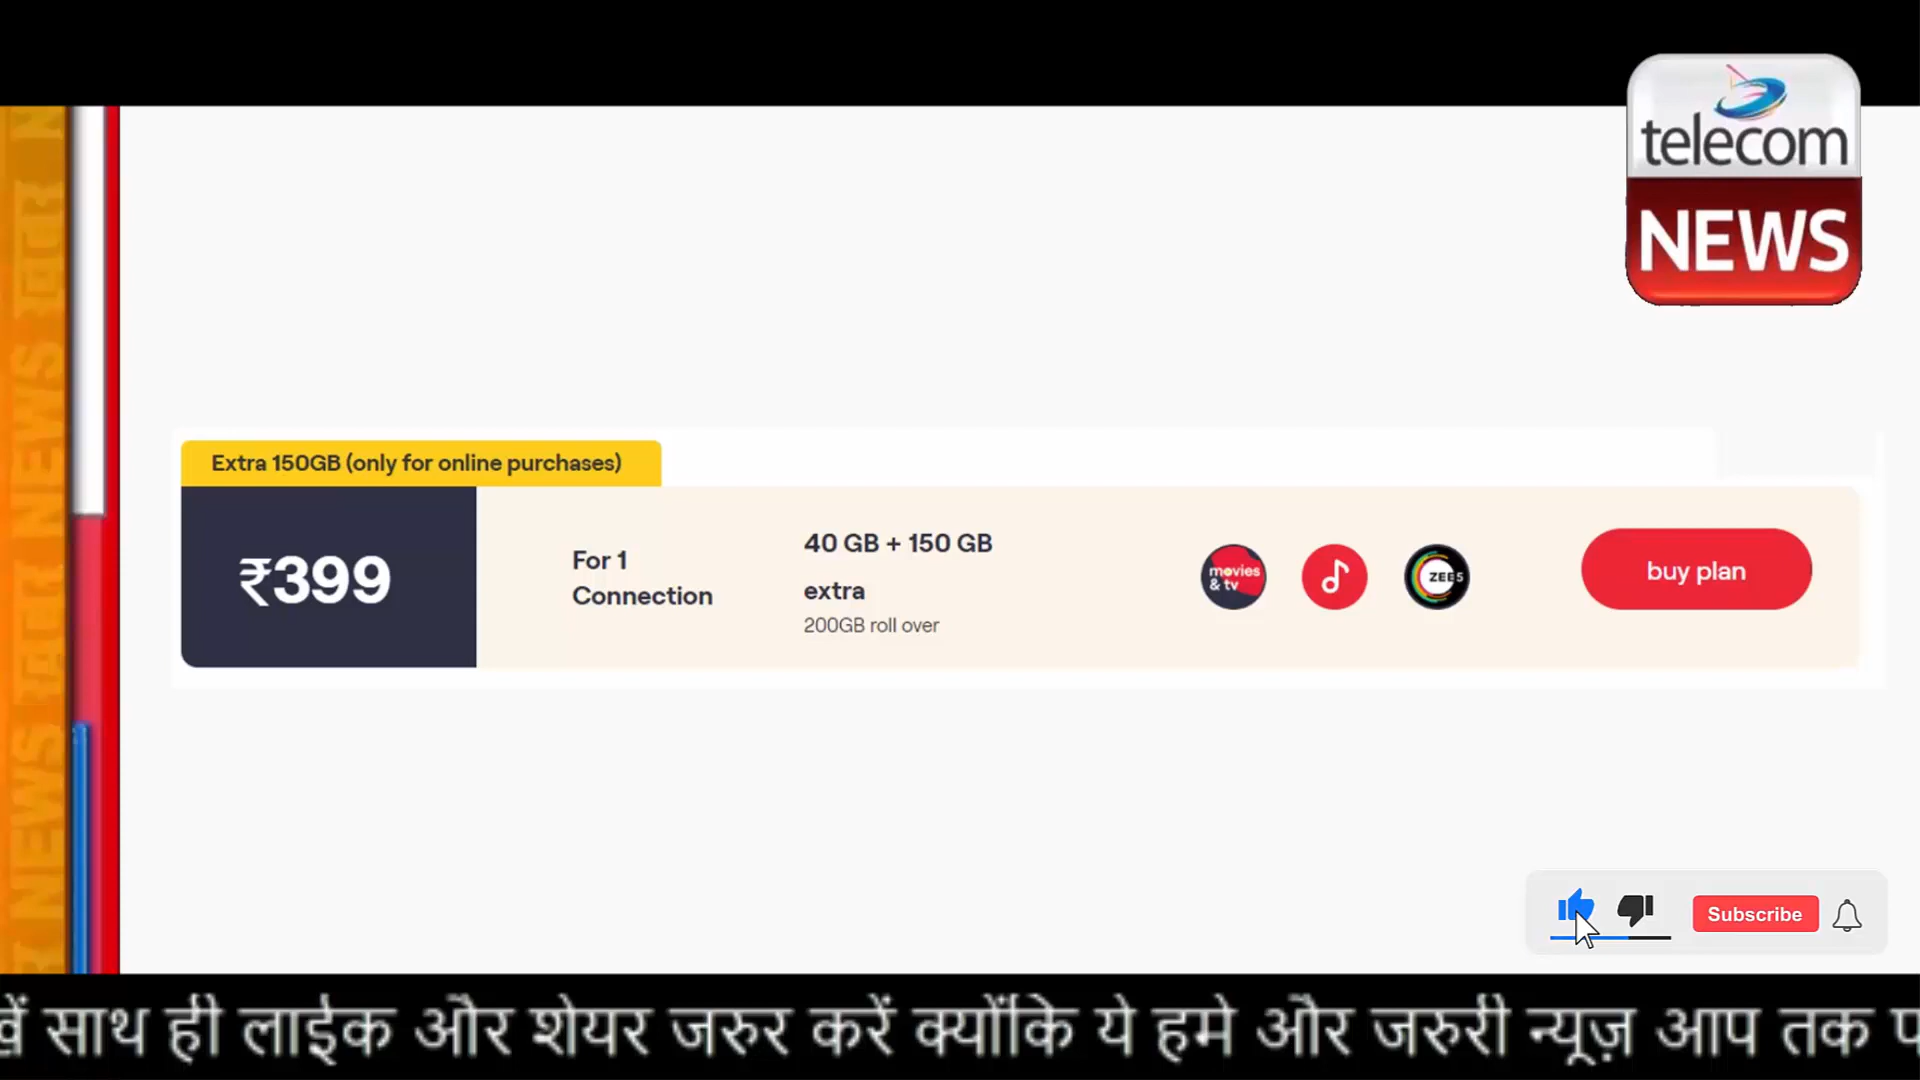 telecom
NEWS
Extra 150GB (only for online purchases)
₹399
For 1
Connection
40 GB + 150 GB
extra
200GB roll over
movies
& tv
ZEE5
buy plan
Subscribe
साथ ही लाईक और शेयर जरुर करें क्योंकि ये हमे और जरुरी न्यूज़ आप तक